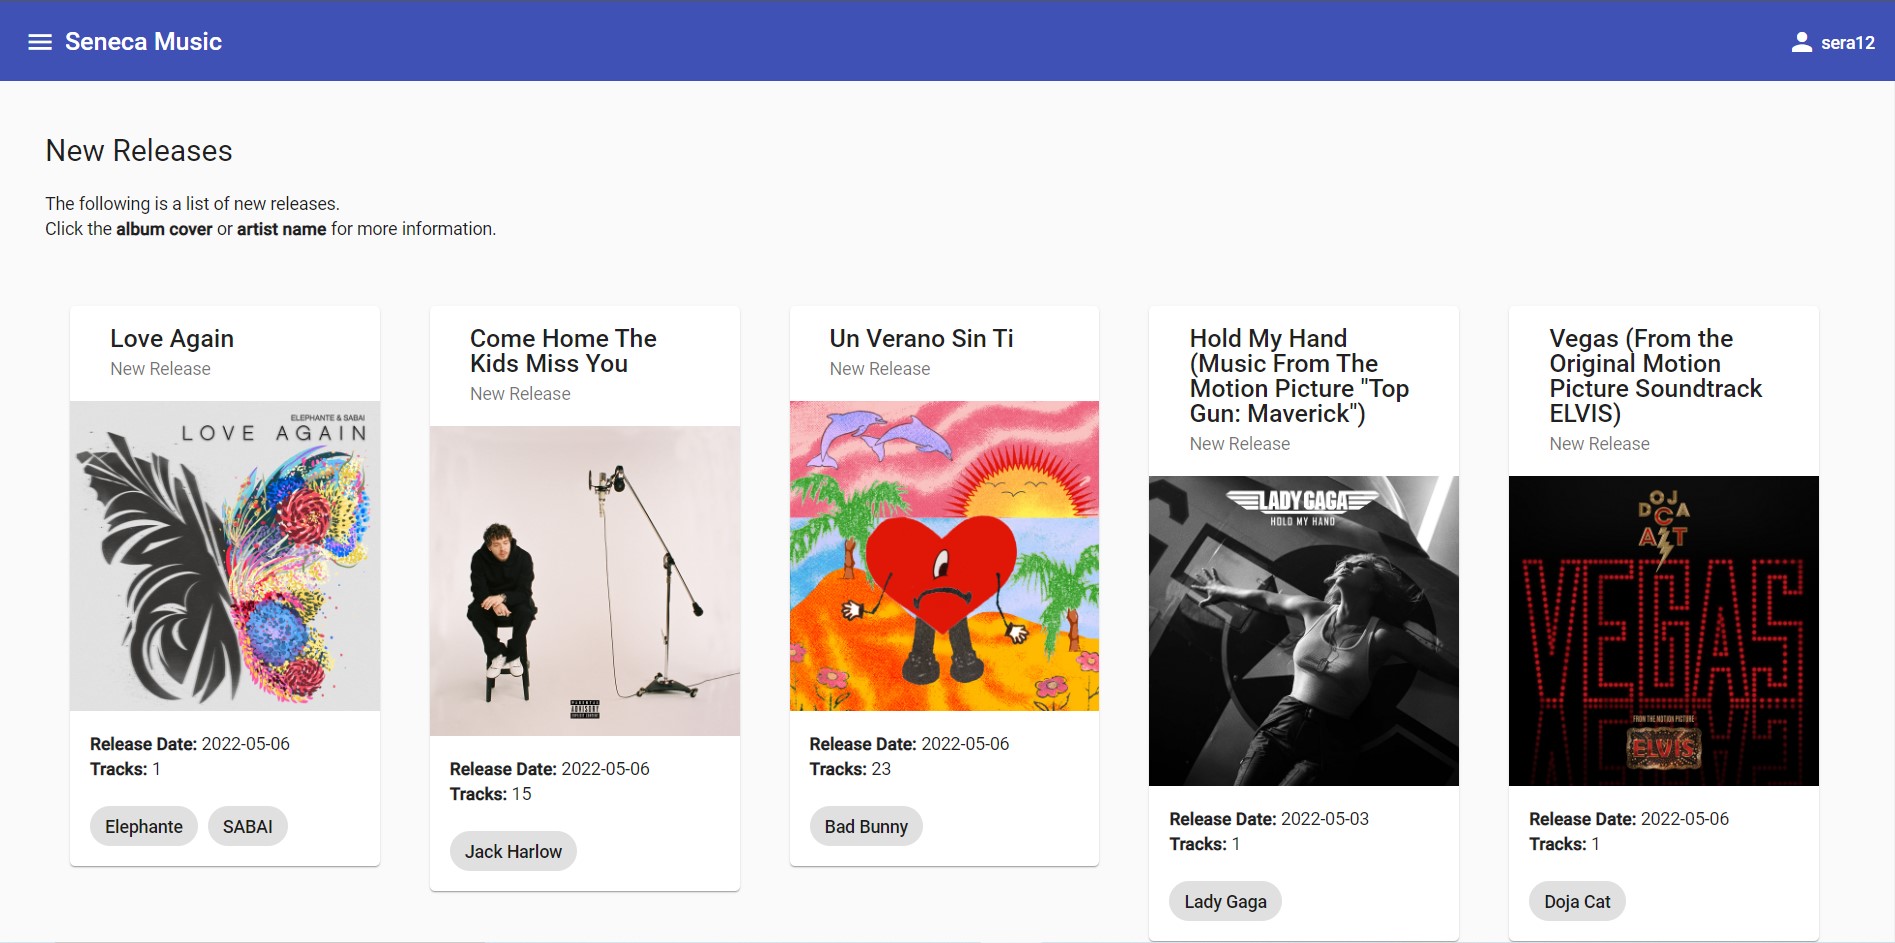 Seneca Music
sera12
New Releases
The following is a list of new releases.
Click the album cover or artist name for more information.
Love Again
New Release
ELEPHANTE & SABAI
LOVE AGAIN
Release Date: 2022-05-06
Tracks: 1
Elephante
SABAI
Come Home The
Kids Miss You
New Release
PARENTAL
ADVISORY
EXPLICIT CONTENT
Release Date: 2022-05-06
Tracks: 15
Jack Harlow
Un Verano Sin Ti
New Release
Release Date: 2022-05-06
Tracks: 23
Bad Bunny
Hold My Hand
(Music From The
Motion Picture "Top
Gun: Maverick")
New Release
LADY GAGA
HOLD MY HAND
Release Date: 2022-05-03
Tracks: 1
Lady Gaga
Vegas (From the
Original Motion
Picture Soundtrack
ELVIS)
New Release
DOJA
CAT
VEGAS
FROM THE MOTION PICTURE
ELVIS
Release Date: 2022-05-06
Tracks: 1
Doja Cat